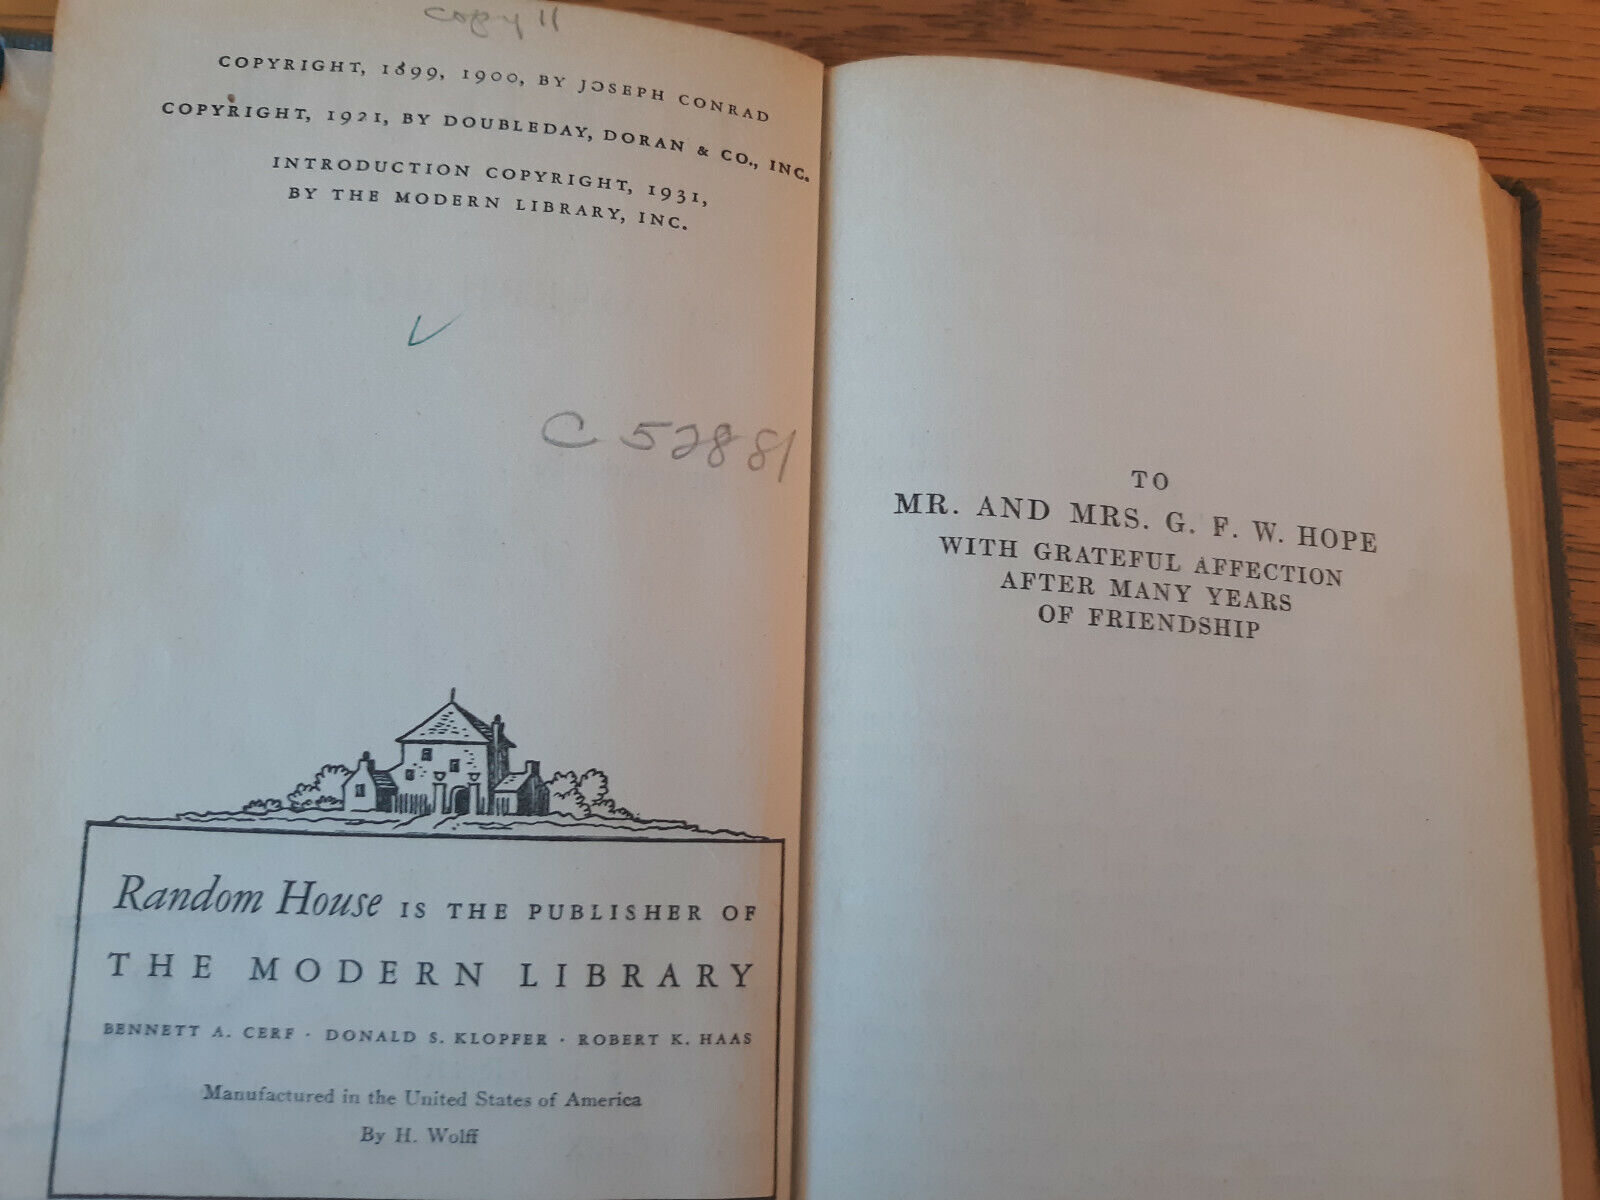 copy 11
COPYRIGHT, 1899, 1900, BY JOSEPH CONRAD
COPYRIGHT, 1921, BY DOUBLEDAY, DORAN & CO., INC.
INTRODUCTION COPYRIGHT, 1931,
BY THE MODERN LIBRARY, INC.
C 52881
Random House IS THE PUBLISHER OF
THE MODERN LIBRARY
BENNETT A. CERF · DONALD S. KLOPFER · ROBERT K. HAAS
Manufactured in the United States of America
By H. Wolff
TO
MR. AND MRS. G. F. W. HOPE
WITH GRATEFUL AFFECTION
AFTER MANY YEARS
OF FRIENDSHIP